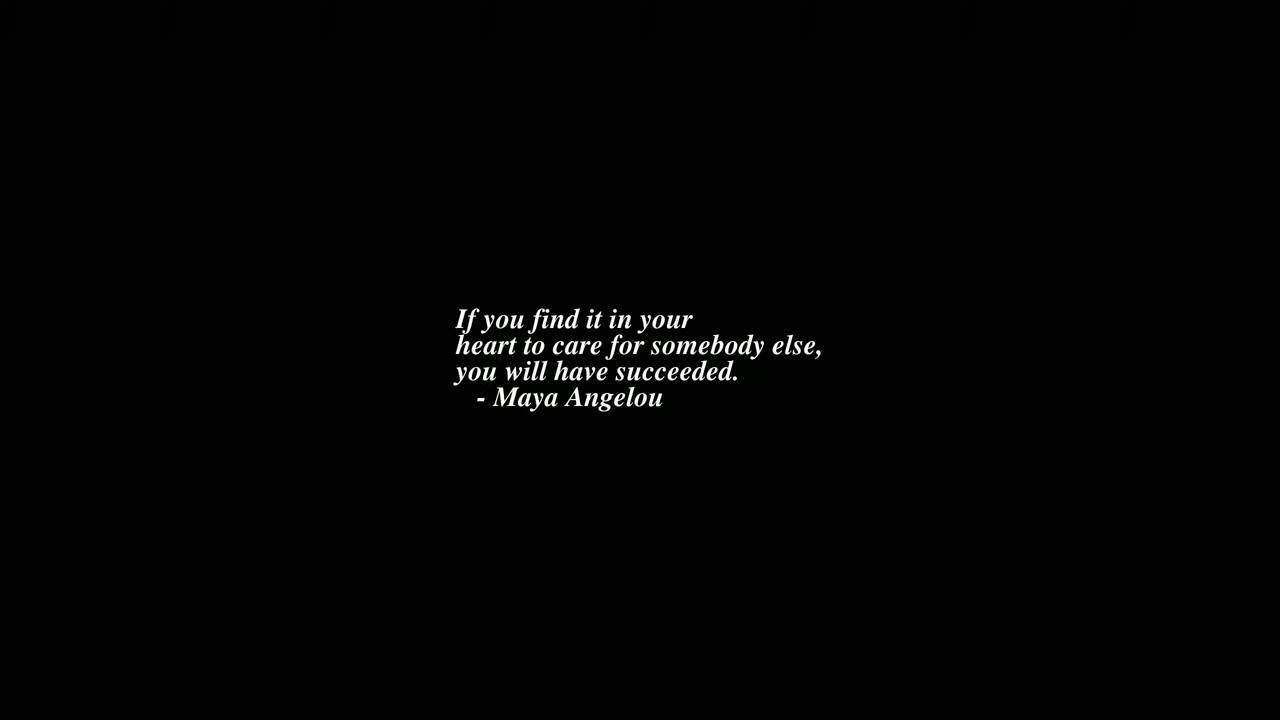 If you find it in your
heart to care for somebody else,
you will have succeeded.
- Maya Angelou